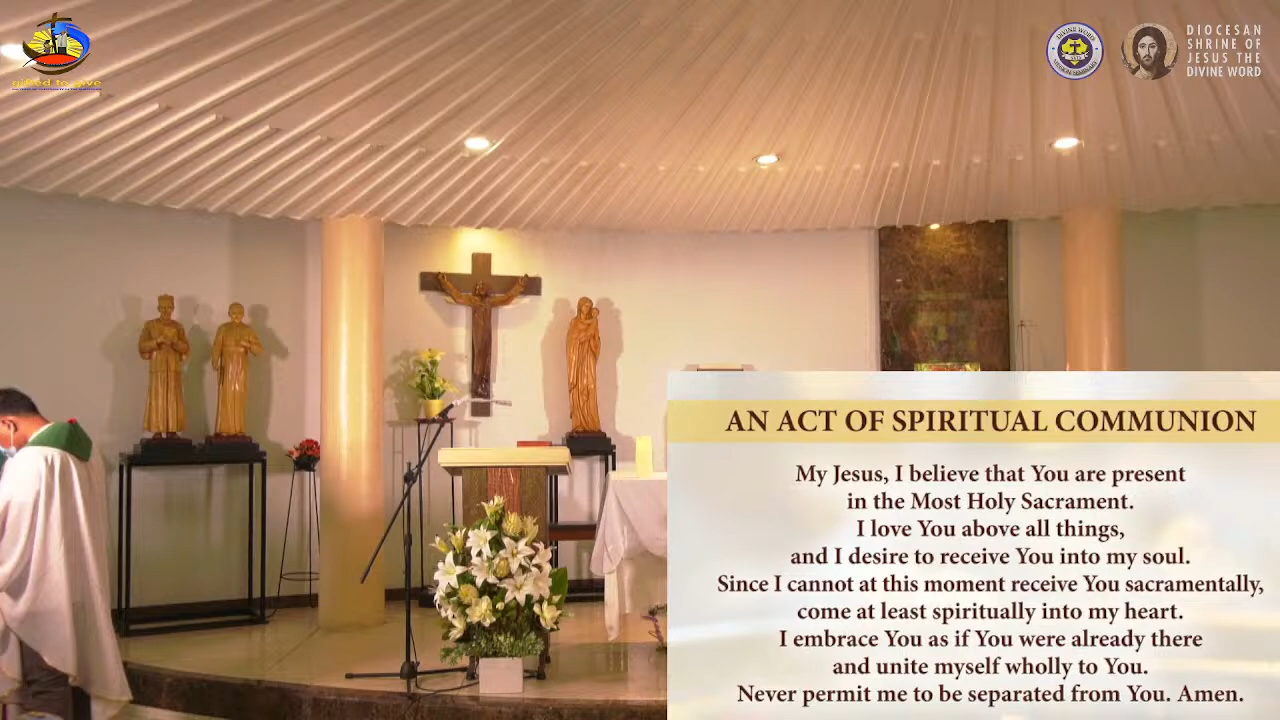 gifted to give
DIVINE WORD
MISSION SEMINARY
DIOCESAN
SHRINE OF
JESUS THE
DIVINE WORD
AN ACT OF SPIRITUAL COMMUNION
My Jesus, I believe that You are present
in the Most Holy Sacrament.
I love You above all things,
and I desire to receive You into my soul.
Since I cannot at this moment receive You sacramentally,
come at least spiritually into my heart.
I embrace You as if You were already there
and unite myself wholly to You.
Never permit me to be separated from You. Amen.